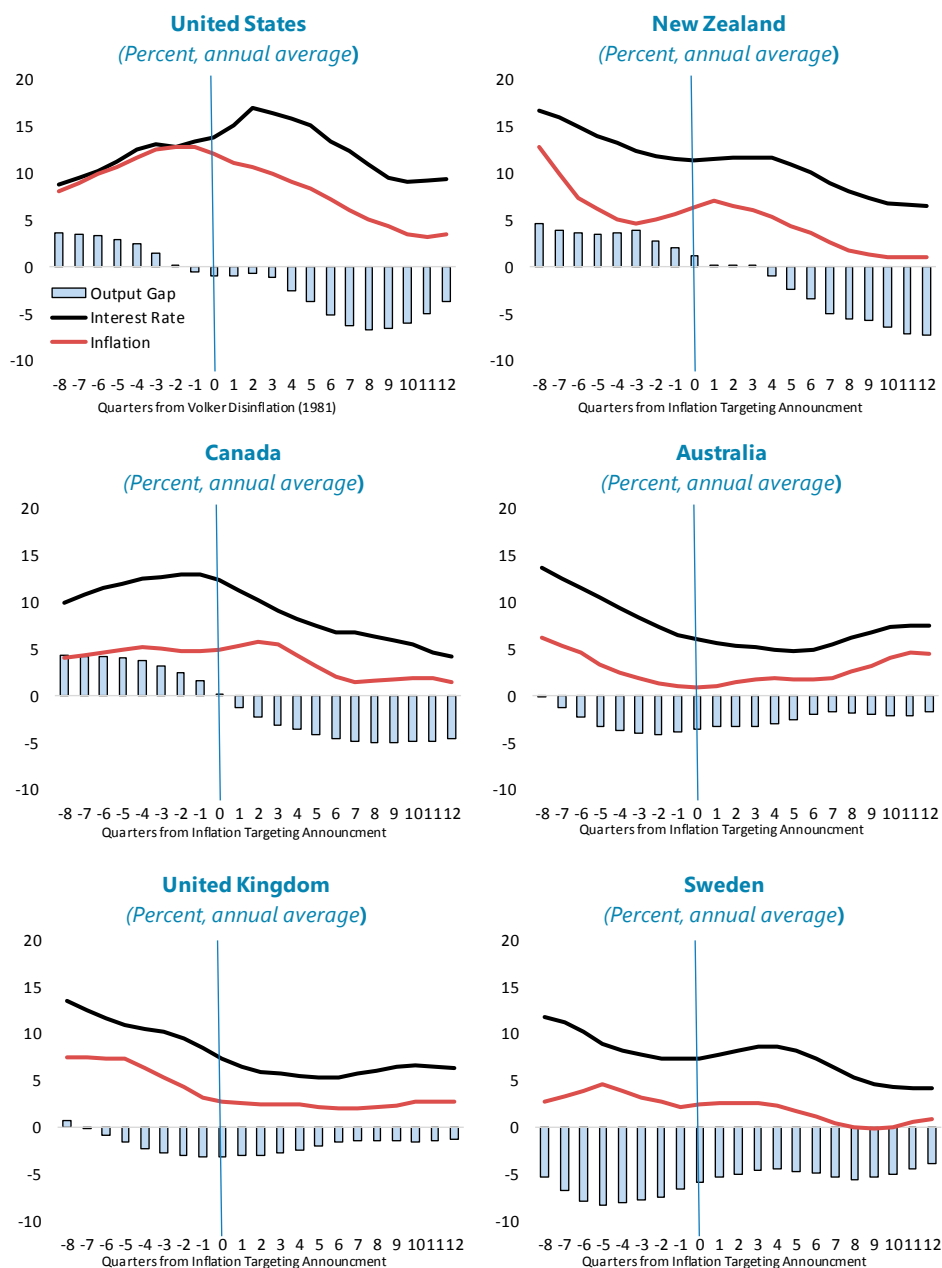 United States
(Percent, annual average)
20
15
10
5
0
-5
-10
Output Gap
Interest Rate
Inflation
-8 -7 -6 -5 -4 -3 -2 -1 0 1 2 3 4 5 6 7 8 9 10 11 12
Quarters from Volker Disinflation (1981)
New Zealand
(Percent, annual average)
20
15
10
5
0
-5
-10
-8 -7 -6 -5 -4 -3 -2 -1 0 1 2 3 4 5 6 7 8 9 10 11 12
Quarters from Inflation Targeting Announcment
Canada
(Percent, annual average)
20
15
10
5
0
-5
-10
-8 -7 -6 -5 -4 -3 -2 -1 0 1 2 3 4 5 6 7 8 9 10 11 12
Quarters from Inflation Targeting Announcment
Australia
(Percent, annual average)
20
15
10
5
0
-5
-10
-8 -7 -6 -5 -4 -3 -2 -1 0 1 2 3 4 5 6 7 8 9 10 11 12
Quarters from Inflation Targeting Announcment
United Kingdom
(Percent, annual average)
20
15
10
5
0
-5
-10
-8 -7 -6 -5 -4 -3 -2 -1 0 1 2 3 4 5 6 7 8 9 10 11 12
Quarters from Inflation Targeting Announcment
Sweden
(Percent, annual average)
20
15
10
5
0
-5
-10
-8 -7 -6 -5 -4 -3 -2 -1 0 1 2 3 4 5 6 7 8 9 10 11 12
Quarters from Inflation Targeting Announcment